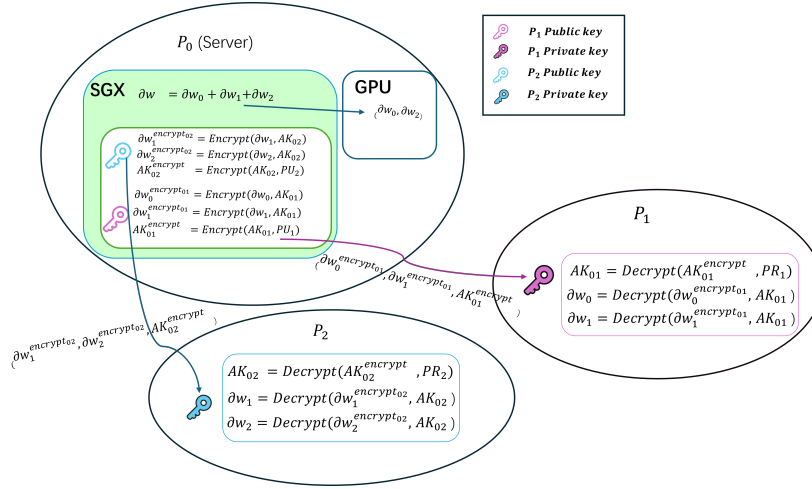 P₀ (Server)
SGX
∂w = ∂w₀ + ∂w₁+∂w₂
GPU
(∂w₀, ∂w₂)
∂w₁^encrypt₀₂ = Encrypt(∂w₁, AK₀₂)
∂w₂^encrypt₀₂ = Encrypt(∂w₂, AK₀₂)
AK₀₂^encrypt = Encrypt(AK₀₂, PU₂)
∂w₀^encrypt₀₁ = Encrypt(∂w₀, AK₀₁)
∂w₁^encrypt₀₁ = Encrypt(∂w₁, AK₀₁)
AK₀₁^encrypt = Encrypt(AK₀₁, PU₁)
P₁ Public key
P₁ Private key
P₂ Public key
P₂ Private key
(∂w₀^encrypt₀₁, ∂w₁^encrypt₀₁, AK₀₁^encrypt)
P₁
AK₀₁ = Decrypt(AK₀₁^encrypt , PR₁)
∂w₀ = Decrypt(∂w₀^encrypt₀₁, AK₀₁)
∂w₁ = Decrypt(∂w₁^encrypt₀₁, AK₀₁)
(∂w₁^encrypt₀₂, ∂w₂^encrypt₀₂, AK₀₂^encrypt)
P₂
AK₀₂ = Decrypt(AK₀₂^encrypt , PR₂)
∂w₁ = Decrypt(∂w₁^encrypt₀₂, AK₀₂)
∂w₂ = Decrypt(∂w₂^encrypt₀₂, AK₀₂)